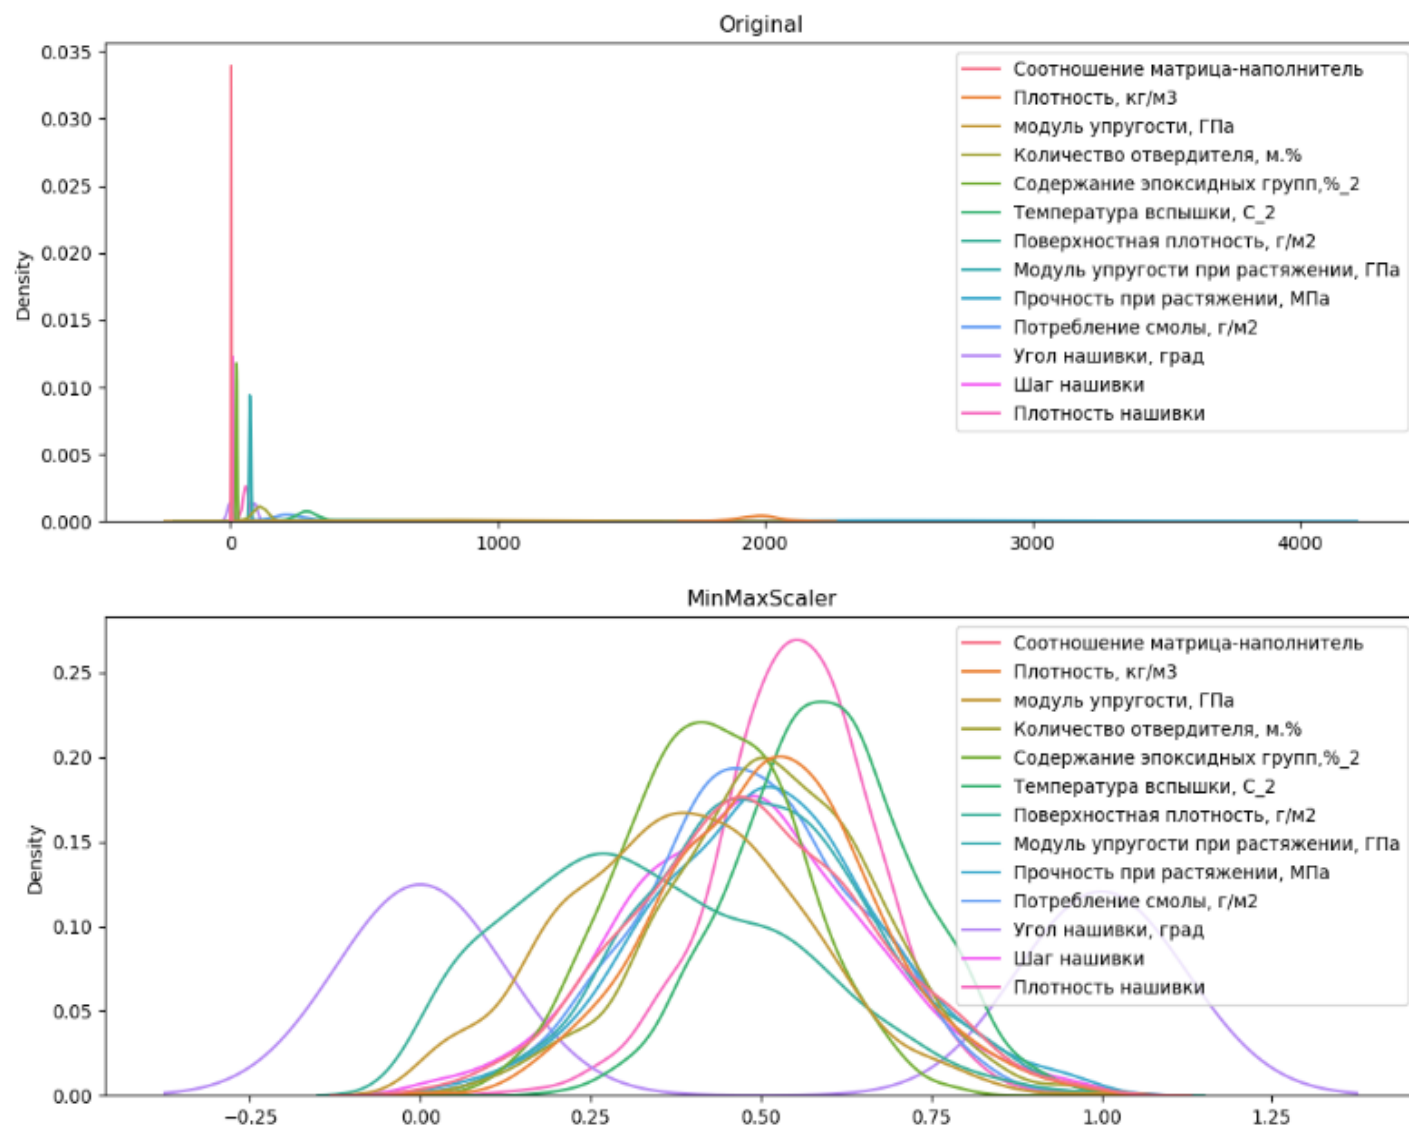 Original
0.035
0.030
0.025
0.020
0.015
0.010
0.005
0.000
Density
Соотношение матрица-наполнитель
Плотность, кг/м3
модуль упругости, ГПа
Количество отвердителя, м.%
Содержание эпоксидных групп,%_2
Температура вспышки, С_2
Поверхностная плотность, г/м2
Модуль упругости при растяжении, ГПа
Прочность при растяжении, МПа
Потребление смолы, г/м2
Угол нашивки, град
Шаг нашивки
Плотность нашивки
0 1000 2000 3000 4000
MinMaxScaler
0.25
0.20
0.15
0.10
0.05
0.00
Density
Соотношение матрица-наполнитель
Плотность, кг/м3
модуль упругости, ГПа
Количество отвердителя, м.%
Содержание эпоксидных групп,%_2
Температура вспышки, С_2
Поверхностная плотность, г/м2
Модуль упругости при растяжении, ГПа
Прочность при растяжении, МПа
Потребление смолы, г/м2
Угол нашивки, град
Шаг нашивки
Плотность нашивки
−0.25 0.00 0.25 0.50 0.75 1.00 1.25